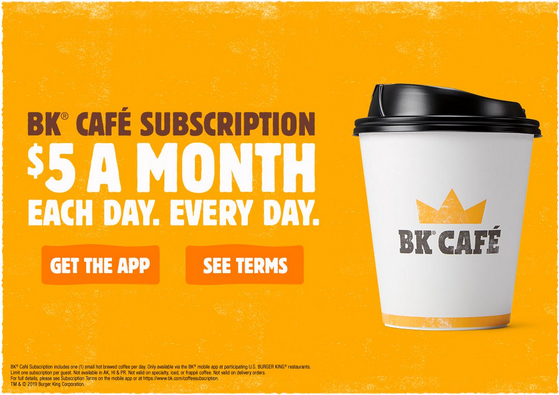 BK® CAFÉ SUBSCRIPTION
$5 A MONTH
EACH DAY. EVERY DAY.
GET THE APP
SEE TERMS
BK® CAFÉ
BK® Café Subscription includes one (1) small hot brewed coffee per day. Only available via the BK® mobile app at participating U.S. BURGER KING® restaurants.
Limit one subscription per guest. Not available in AK, HI & PR. Not valid on specialty, iced, or frappé coffee. Not valid on delivery orders.
For full details, please see Subscription Terms on the mobile app or at https://www.bk.com/coffeesubscription.
TM & © 2019 Burger King Corporation.